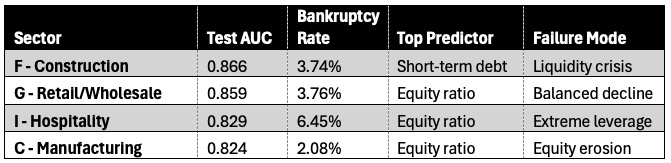 Sector Test AUC Bankruptcy Rate Top Predictor Failure Mode
F - Construction 0.866 3.74% Short-term debt Liquidity crisis
G - Retail/Wholesale 0.859 3.76% Equity ratio Balanced decline
I - Hospitality 0.829 6.45% Equity ratio Extreme leverage
C - Manufacturing 0.824 2.08% Equity ratio Equity erosion